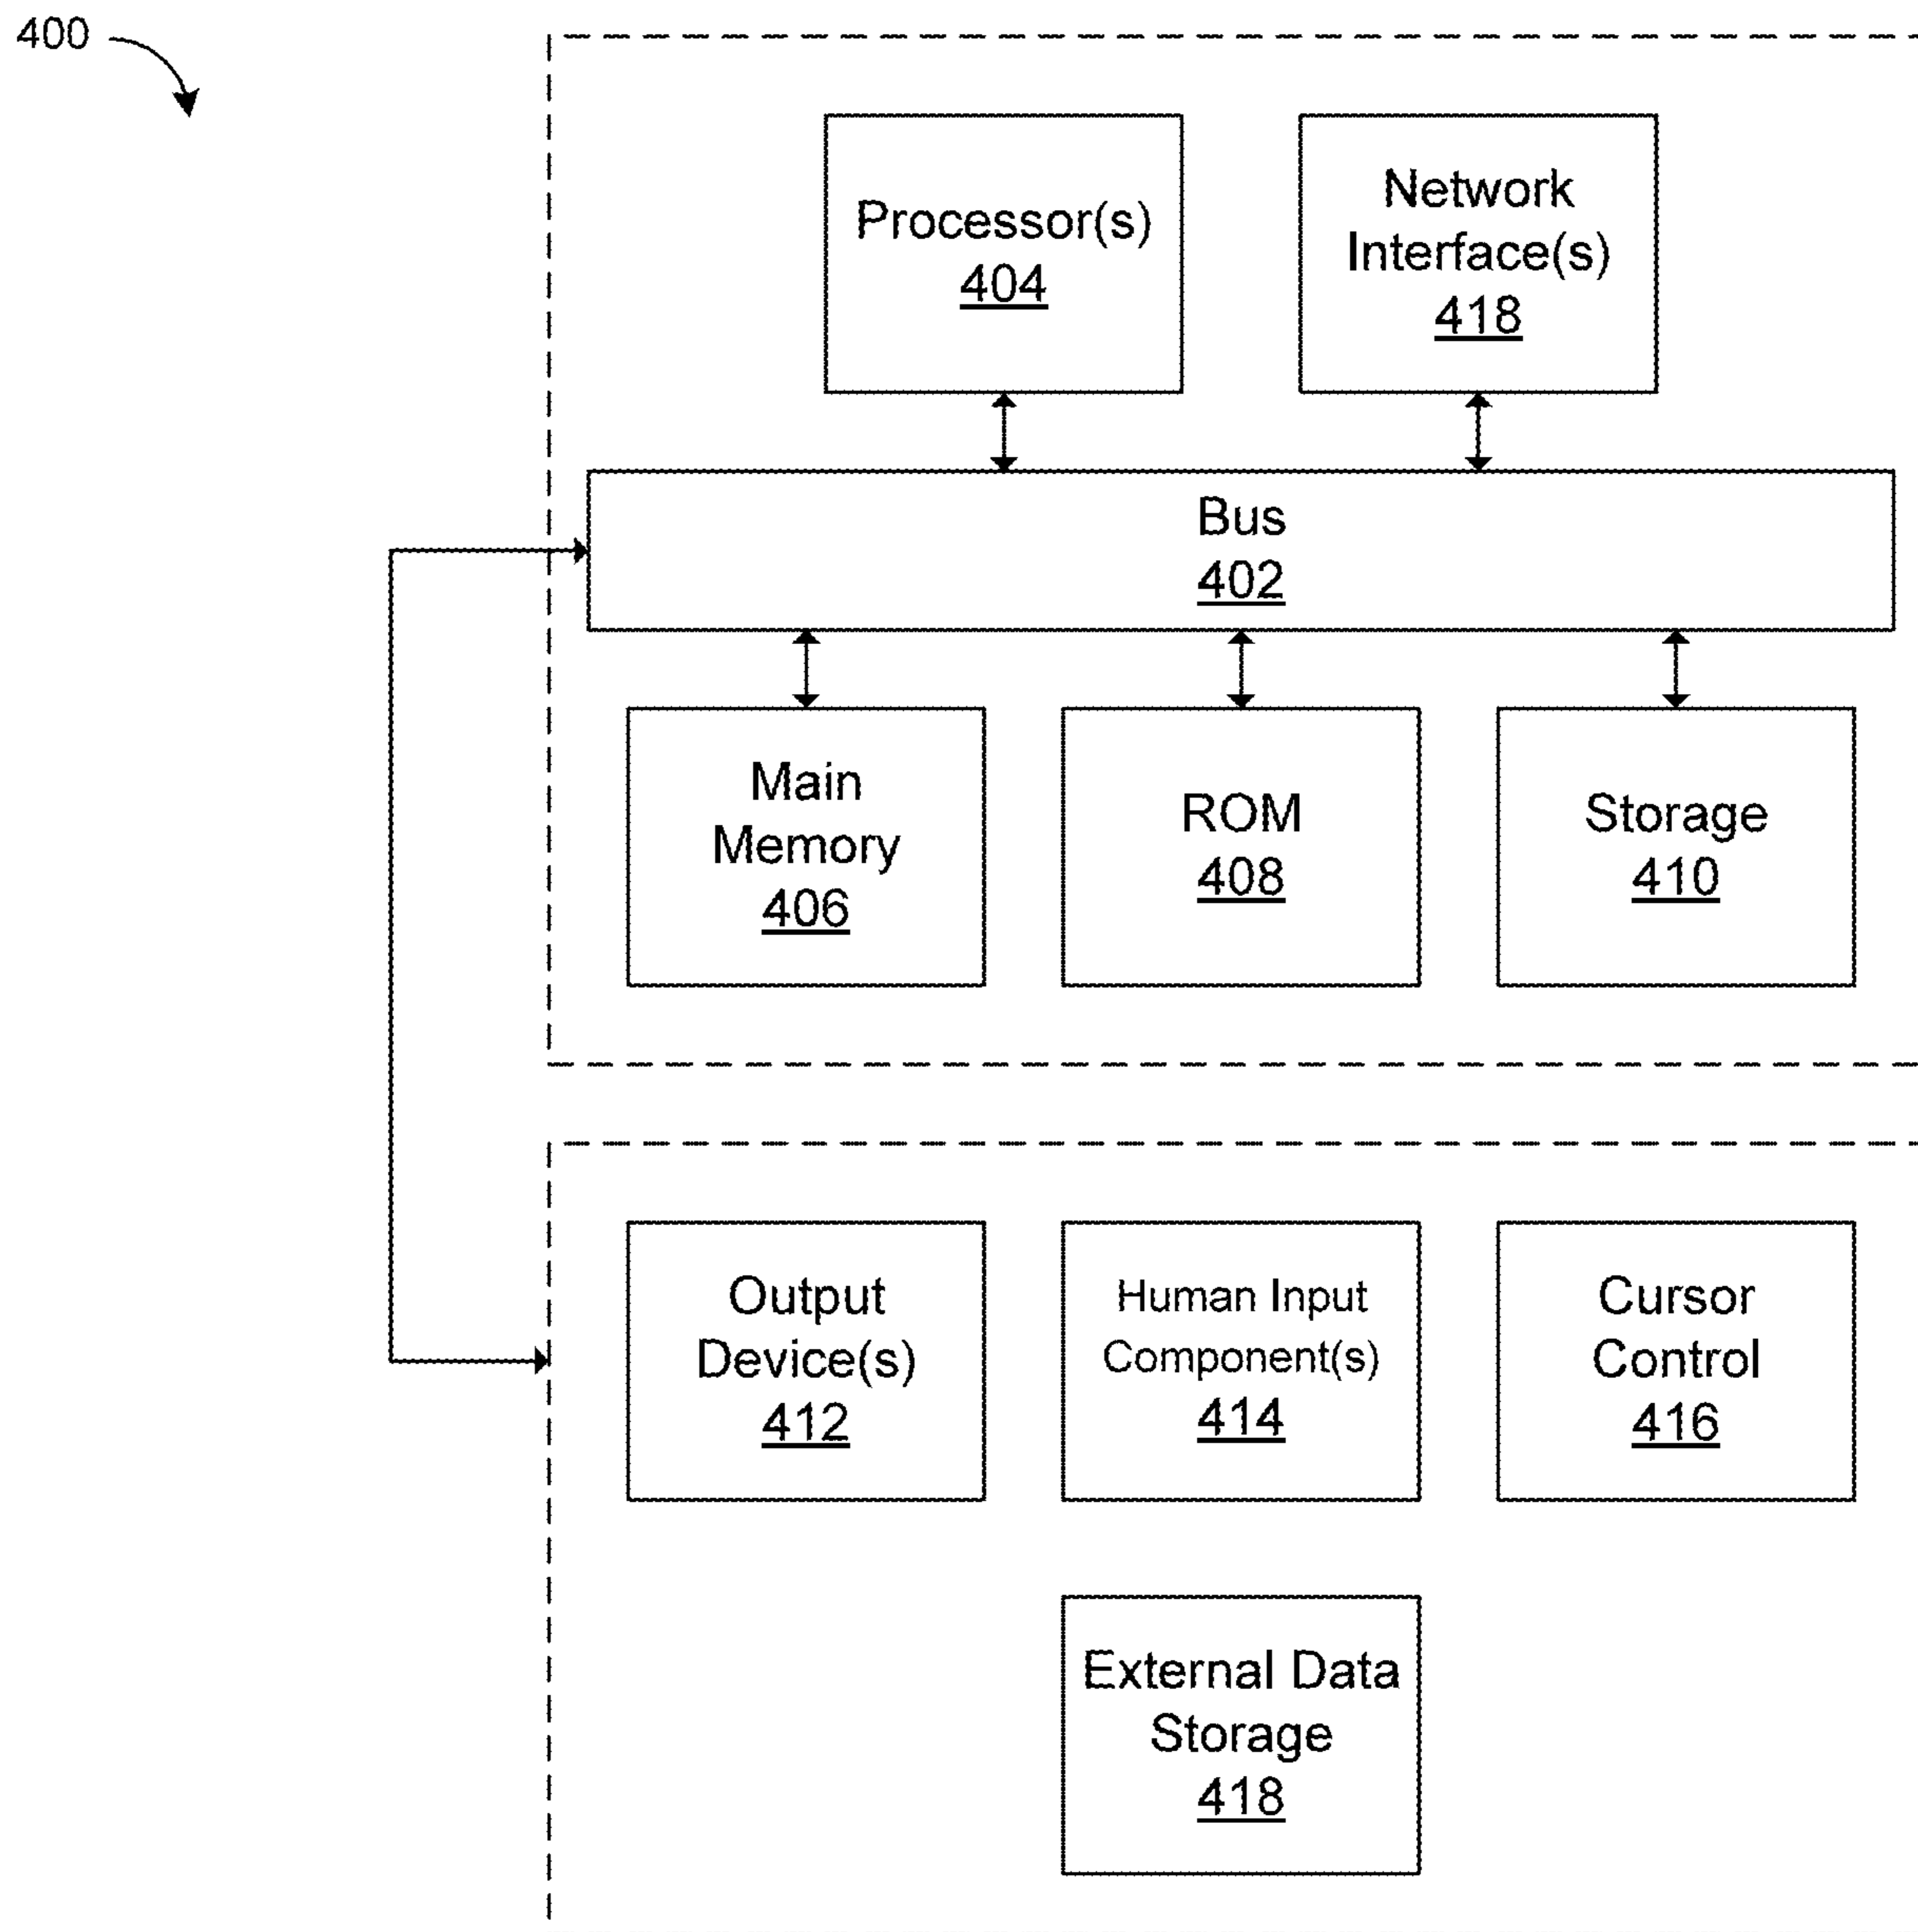 400
Processor(s)
404
Network
Interface(s)
418
Bus
402
Main
Memory
406
ROM
408
Storage
410
Output
Device(s)
412
Human Input
Component(s)
414
Cursor
Control
416
External Data
Storage
418